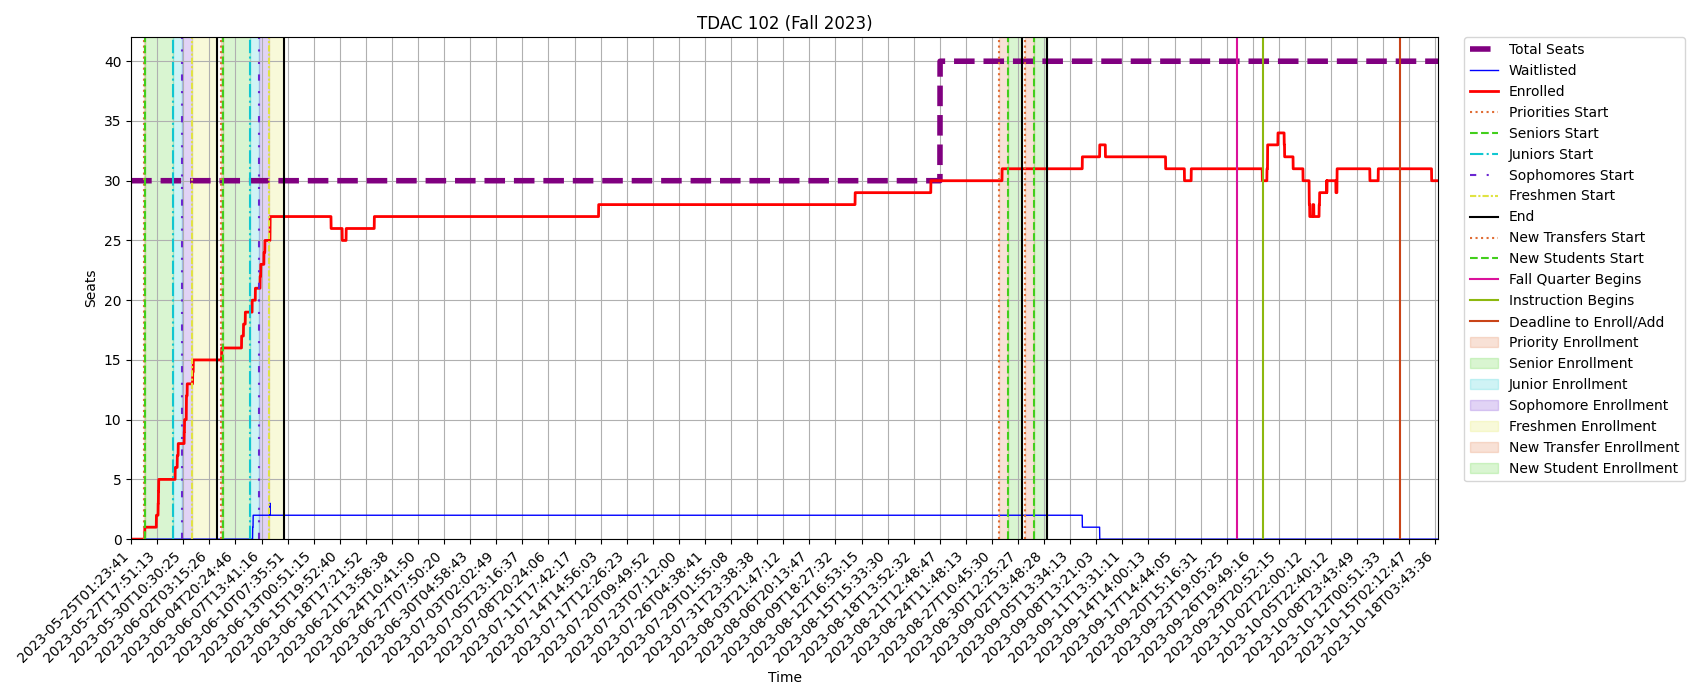 TDAC 102 (Fall 2023)
Seats
40
35
30
25
20
15
10
5
0
2023-05-25T01:23:41
2023-05-27T17:51:13
2023-05-30T10:30:25
2023-06-02T03:15:26
2023-06-04T20:24:46
2023-06-07T13:41:16
2023-06-10T07:35:51
2023-06-13T00:51:15
2023-06-15T19:52:40
2023-06-18T17:21:52
2023-06-21T13:58:38
2023-06-24T10:41:50
2023-06-27T07:50:20
2023-06-30T04:58:43
2023-07-03T02:02:49
2023-07-05T23:16:37
2023-07-08T20:24:06
2023-07-11T17:42:17
2023-07-14T14:56:03
2023-07-17T12:26:23
2023-07-20T09:49:52
2023-07-23T07:12:00
2023-07-26T04:38:41
2023-07-29T01:55:08
2023-07-31T23:38:38
2023-08-03T21:47:12
2023-08-06T20:13:47
2023-08-09T18:27:32
2023-08-12T16:53:15
2023-08-15T15:33:30
2023-08-18T13:52:32
2023-08-21T12:48:47
2023-08-24T11:48:13
2023-08-27T10:45:30
2023-08-30T12:25:27
2023-09-02T13:48:28
2023-09-05T15:34:13
2023-09-08T13:21:03
2023-09-11T13:31:11
2023-09-14T14:00:13
2023-09-17T14:44:05
2023-09-20T15:16:31
2023-09-23T19:05:25
2023-09-26T19:49:16
2023-09-29T20:52:15
2023-10-02T22:00:12
2023-10-05T22:40:12
2023-10-08T23:43:49
2023-10-12T00:51:33
2023-10-15T02:12:47
2023-10-18T03:43:36
Time
Total Seats
Waitlisted
Enrolled
Priorities Start
Seniors Start
Juniors Start
Sophomores Start
Freshmen Start
End
New Transfers Start
New Students Start
Fall Quarter Begins
Instruction Begins
Deadline to Enroll/Add
Priority Enrollment
Senior Enrollment
Junior Enrollment
Sophomore Enrollment
Freshmen Enrollment
New Transfer Enrollment
New Student Enrollment